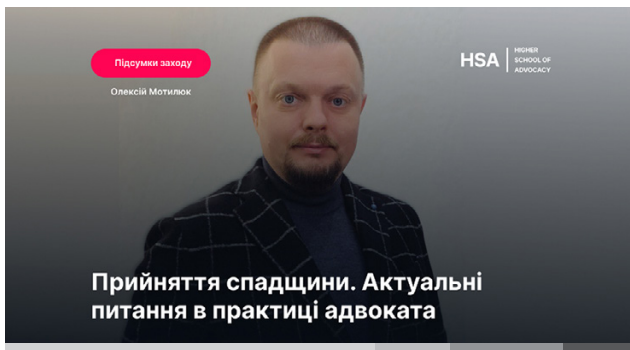 Підсумки заходу
Олексій Мотилюк
HSA
HIGHER
SCHOOL OF
ADVOCACY
Прийняття спадщини. Актуальні
питання в практиці адвоката